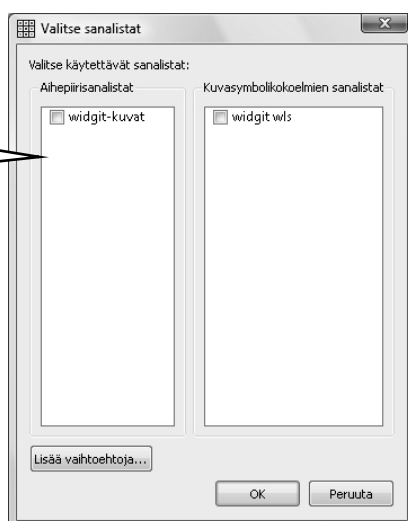 Valitse sanalistat
Valitse käytettävät sanalistat:
Aihepiirisanalistat
widgit-kuvat
Kuvasymbolikokoelmien sanalistat
widgit wls
Lisää vaihtoehtoja...
OK
Peruuta